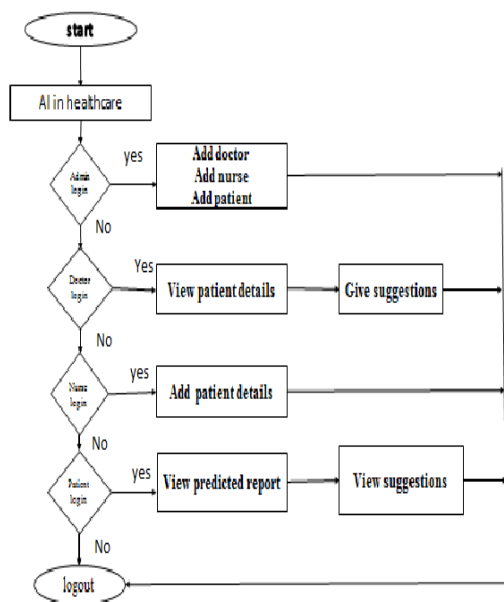 start
AI in healthcare
Admin
login
yes
Add doctor
Add nurse
Add patient
No
Doctor
login
Yes
View patient details
Give suggestions
No
Nurse
login
yes
Add patient details
No
Patient
login
yes
View predicted report
View suggestions
No
logout